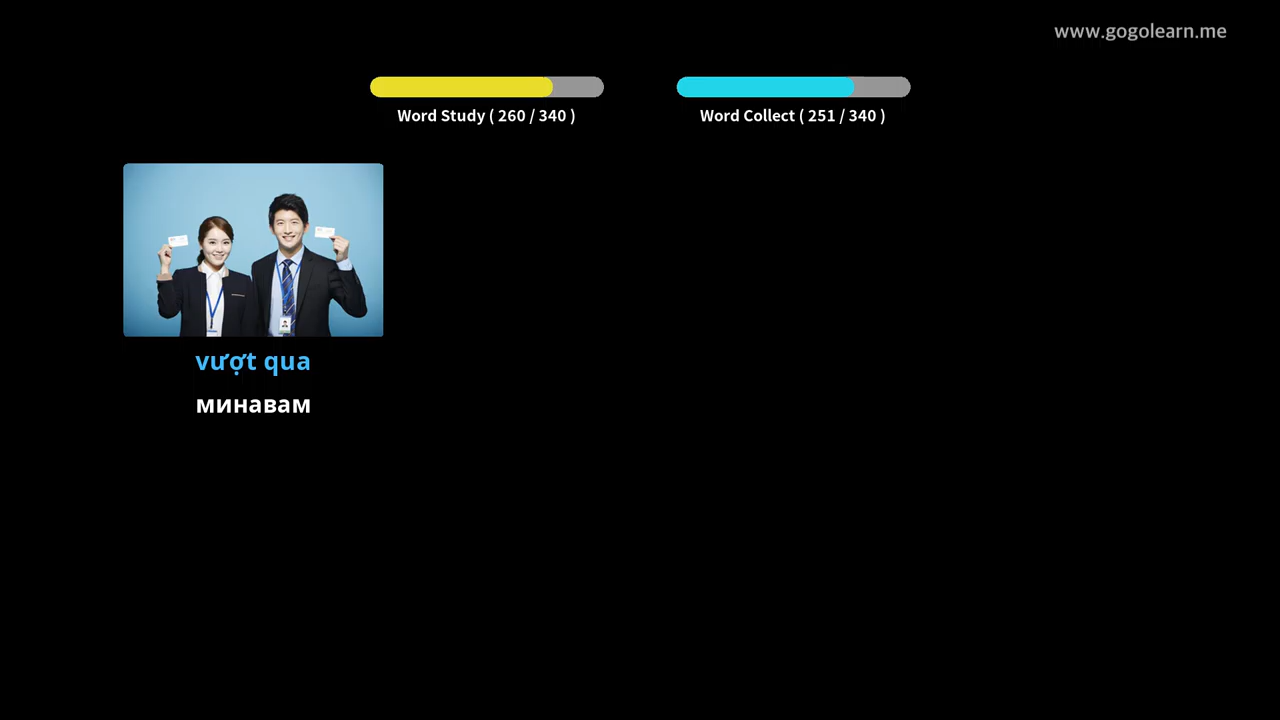 www.gogolearn.me
Word Study ( 260 / 340 )
Word Collect ( 251 / 340 )
vượt qua
минавам